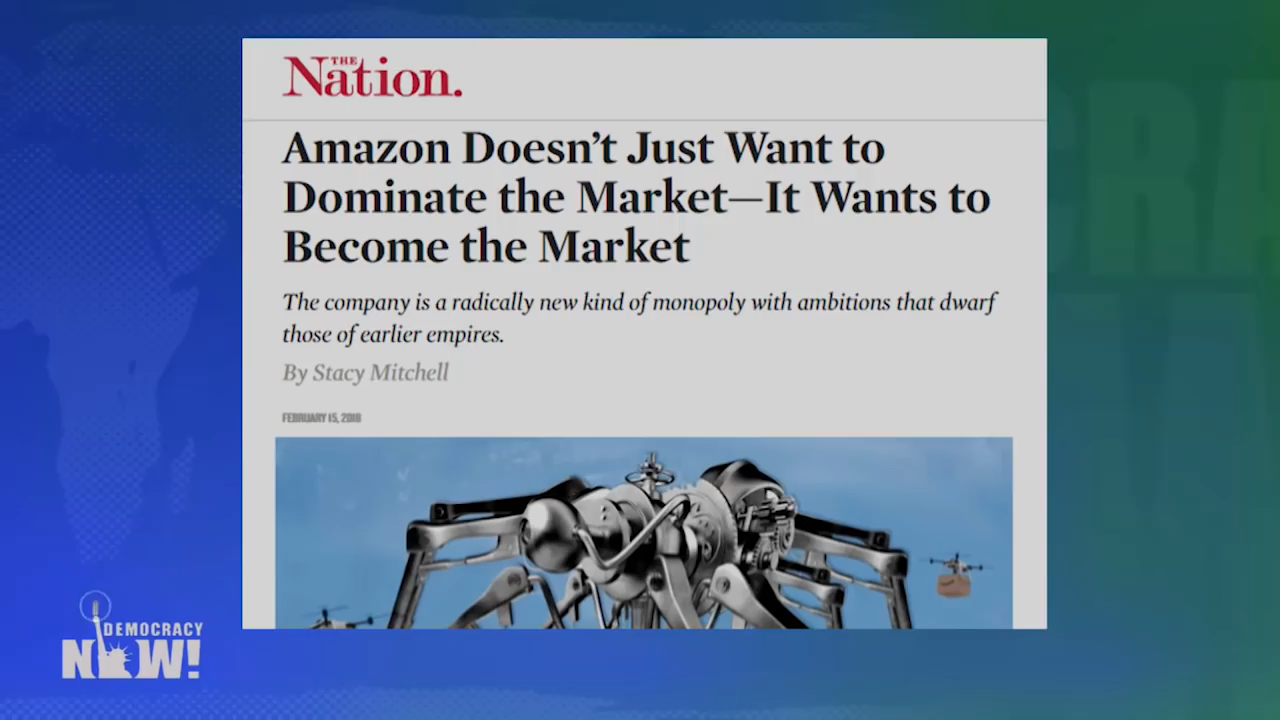 THE
Nation.
Amazon Doesn’t Just Want to
Dominate the Market—It Wants to
Become the Market
The company is a radically new kind of monopoly with ambitions that dwarf
those of earlier empires.
By Stacy Mitchell
FEBRUARY 15, 2018
DEMOCRACY
NOW!